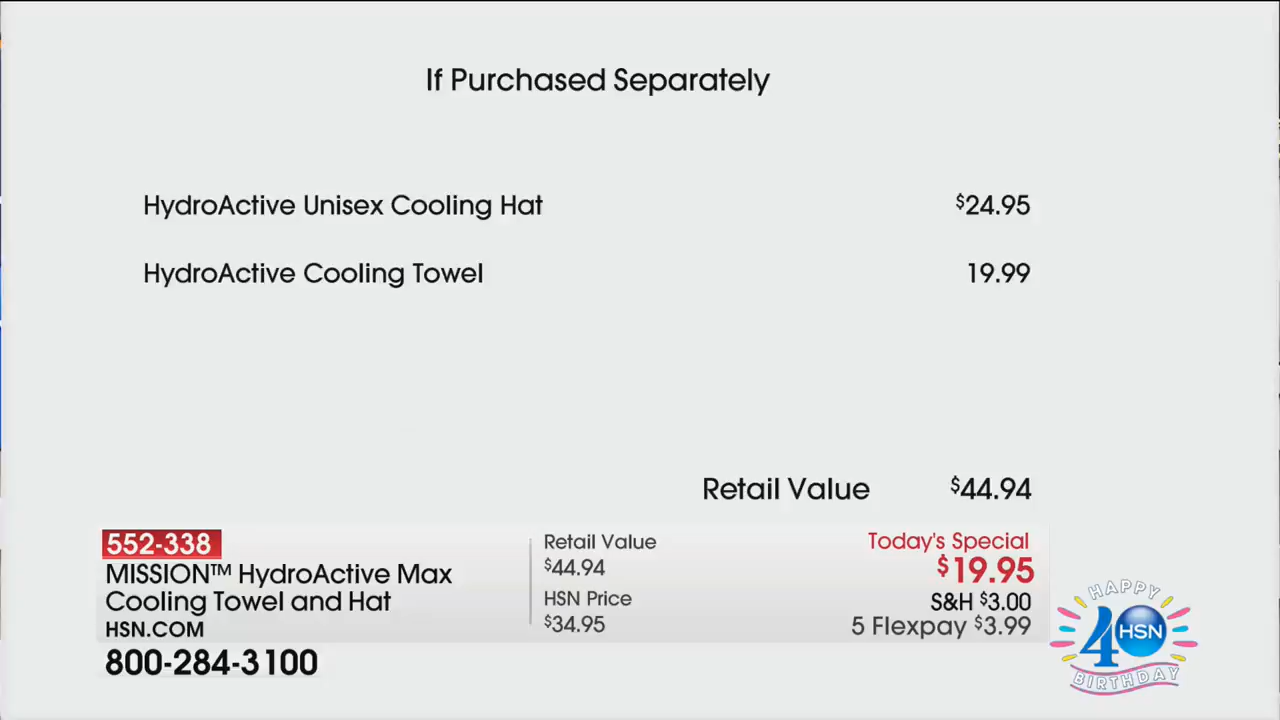 If Purchased Separately
HydroActive Unisex Cooling Hat $24.95
HydroActive Cooling Towel 19.99
Retail Value $44.94
552-338
MISSION™ HydroActive Max
Cooling Towel and Hat
HSN.COM
800-284-3100
Retail Value
$44.94
HSN Price
$34.95
Today's Special
$19.95
S&H $3.00
5 Flexpay $3.99
HAPPY
40 HSN
BIRTHDAY